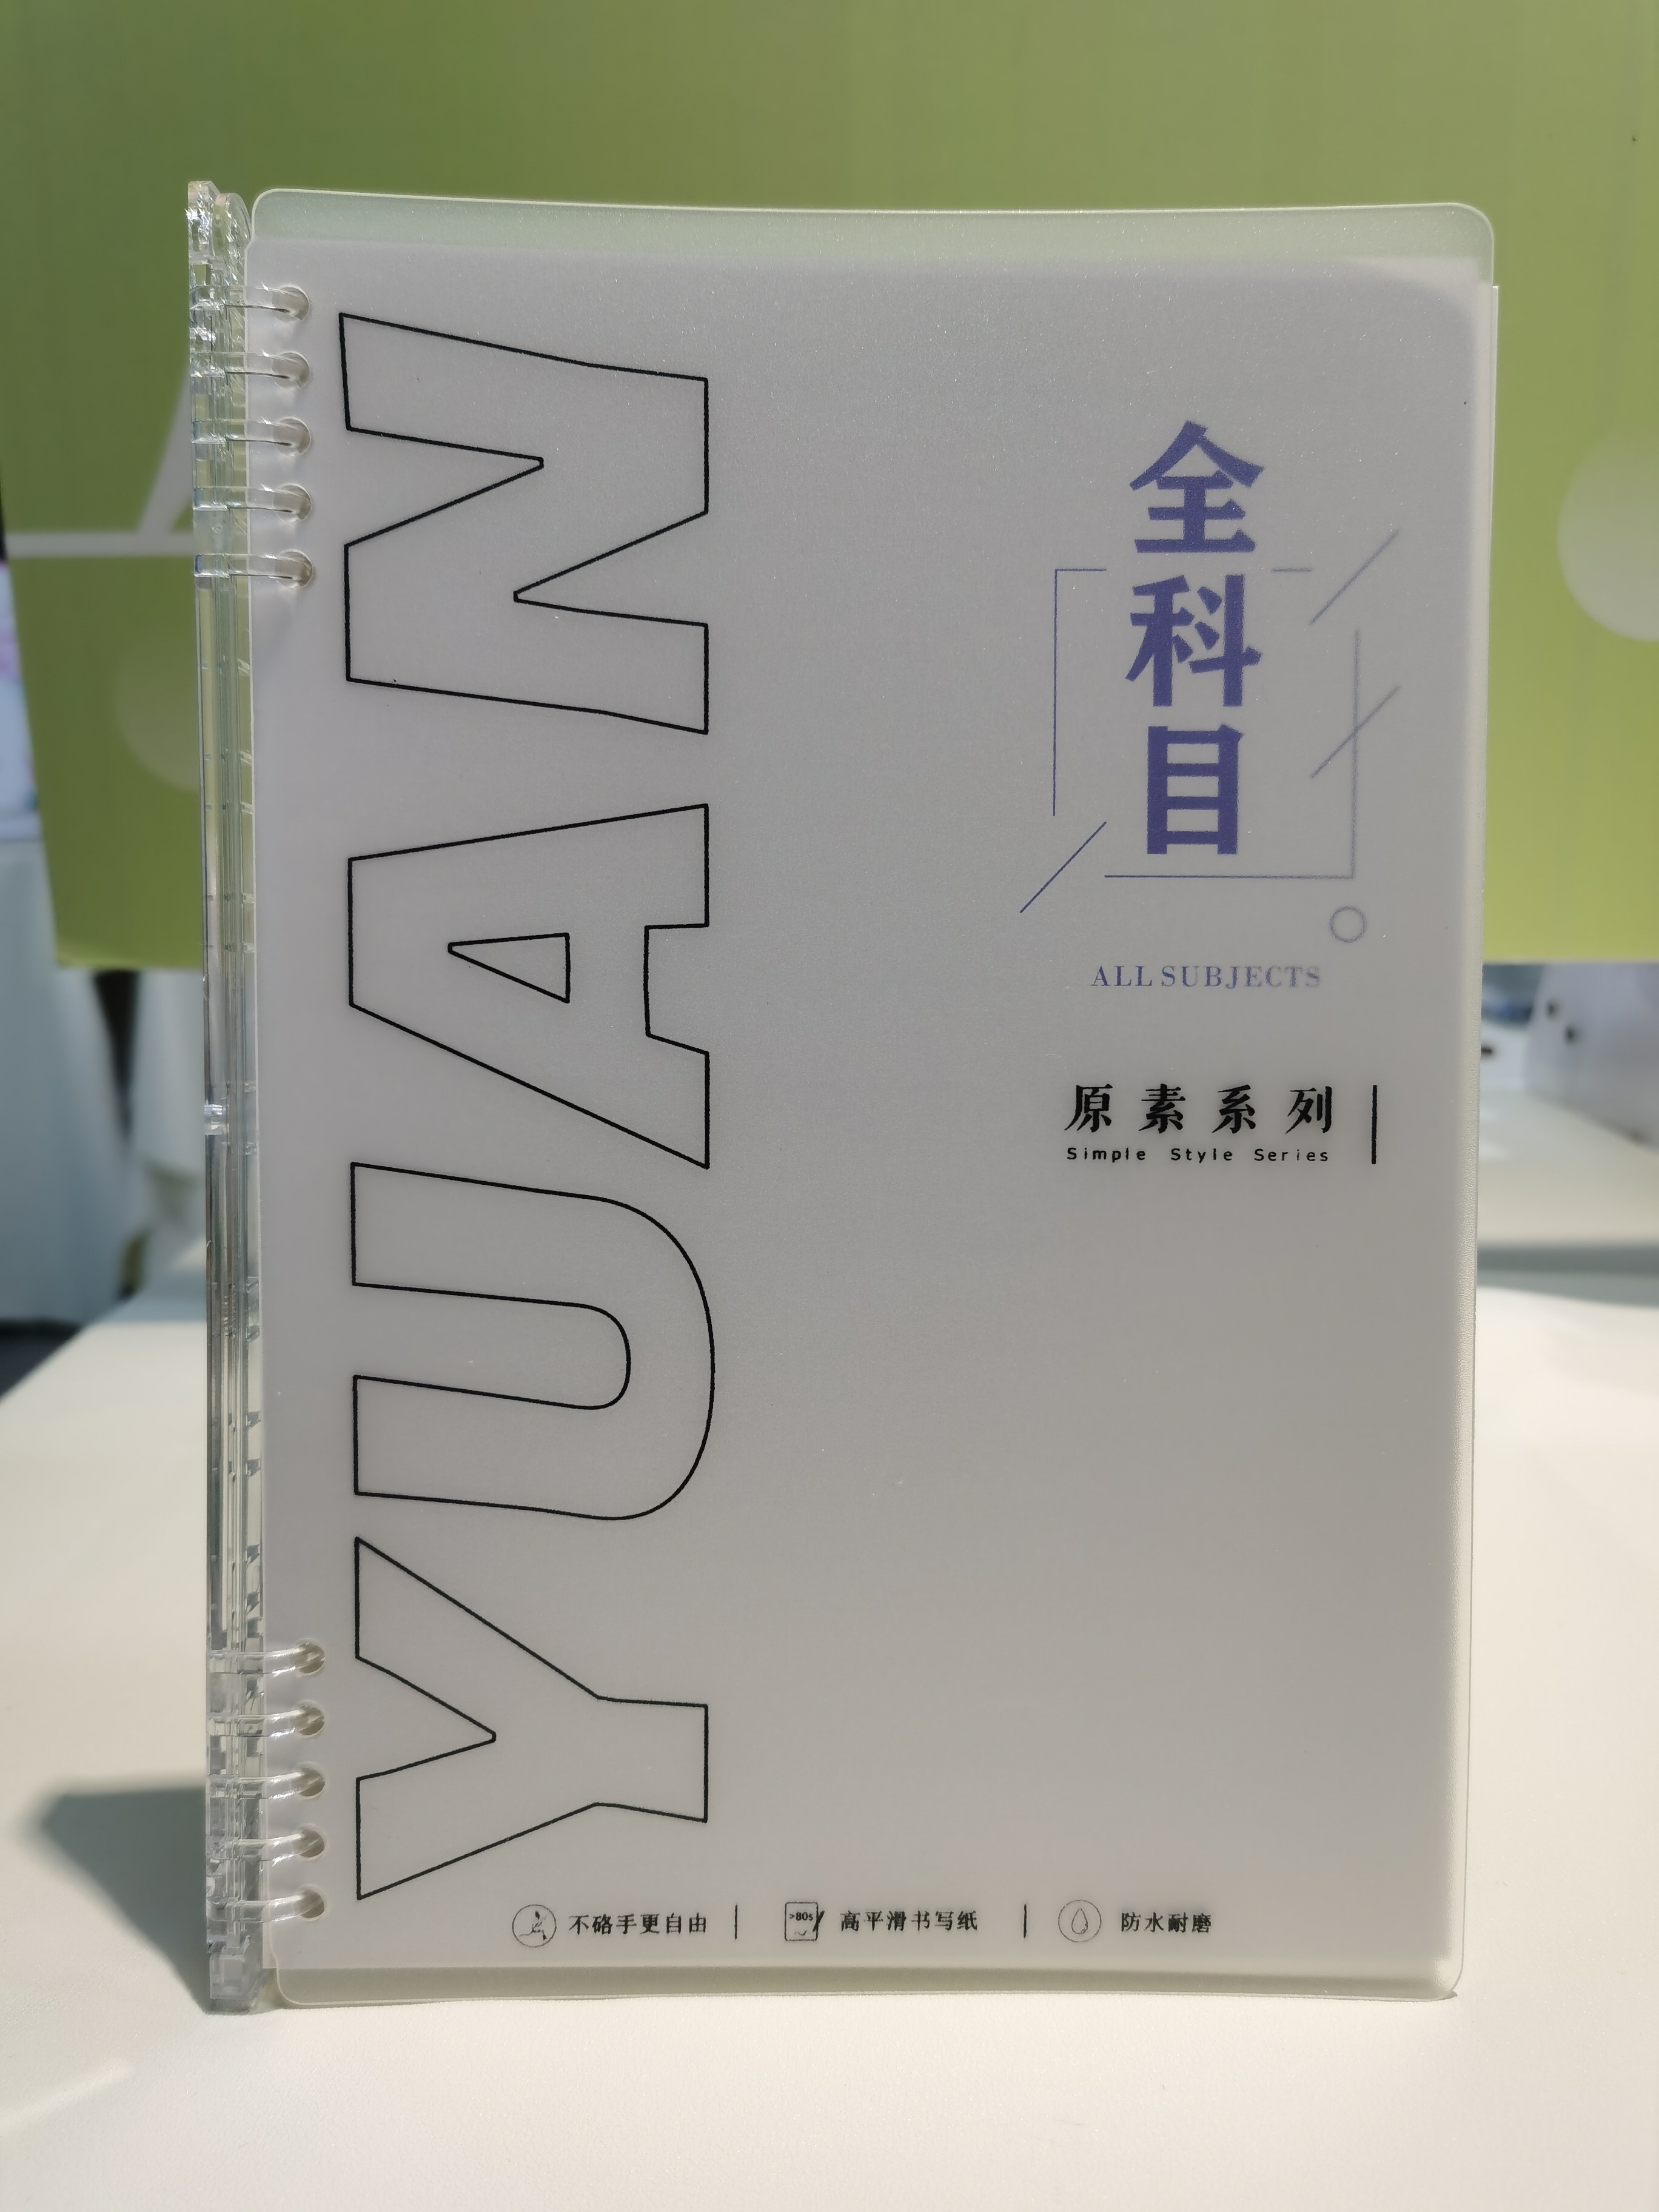 YUAN
全科目
ALL SUBJECTS
原素系列
Simple Style Series
不硌手更自由
>80s
高平滑书写纸
防水耐磨